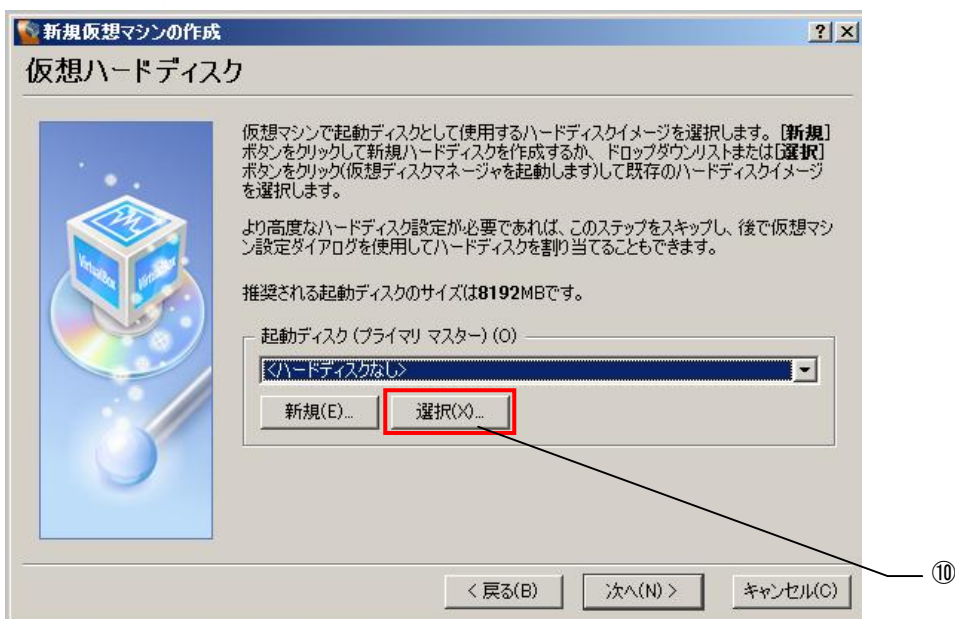 新規仮想マシンの作成
仮想ハードディスク
仮想マシンで起動ディスクとして使用するハードディスクイメージを選択します。[新規]
ボタンをクリックして新規ハードディスクを作成するか、ドロップダウンリストまたは[選択]
ボタンをクリック(仮想ディスクマネージャを起動します)して既存のハードディスクイメージ
を選択します。
より高度なハードディスク設定が必要であれば、このステップをスキップし、後で仮想マシ
ン設定ダイアログを使用してハードディスクを割り当てることもできます。
推奨される起動ディスクのサイズは8192MBです。
起動ディスク (プライマリ マスター) (O)
<ハードディスクなし>
新規(E)... 選択(X)...
VirtualBox
⑩
< 戻る(B) 次へ(N) > キャンセル(C)